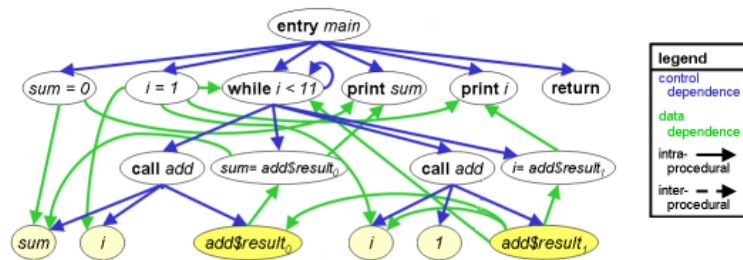 entry main
sum = 0
i = 1
while i < 11
print sum
print i
return
call add
sum= add$result0
call add
i= add$result1
sum
i
add$result0
i
1
add$result1
legend
control
dependence
data
dependence
intra-
procedural
inter-
procedural